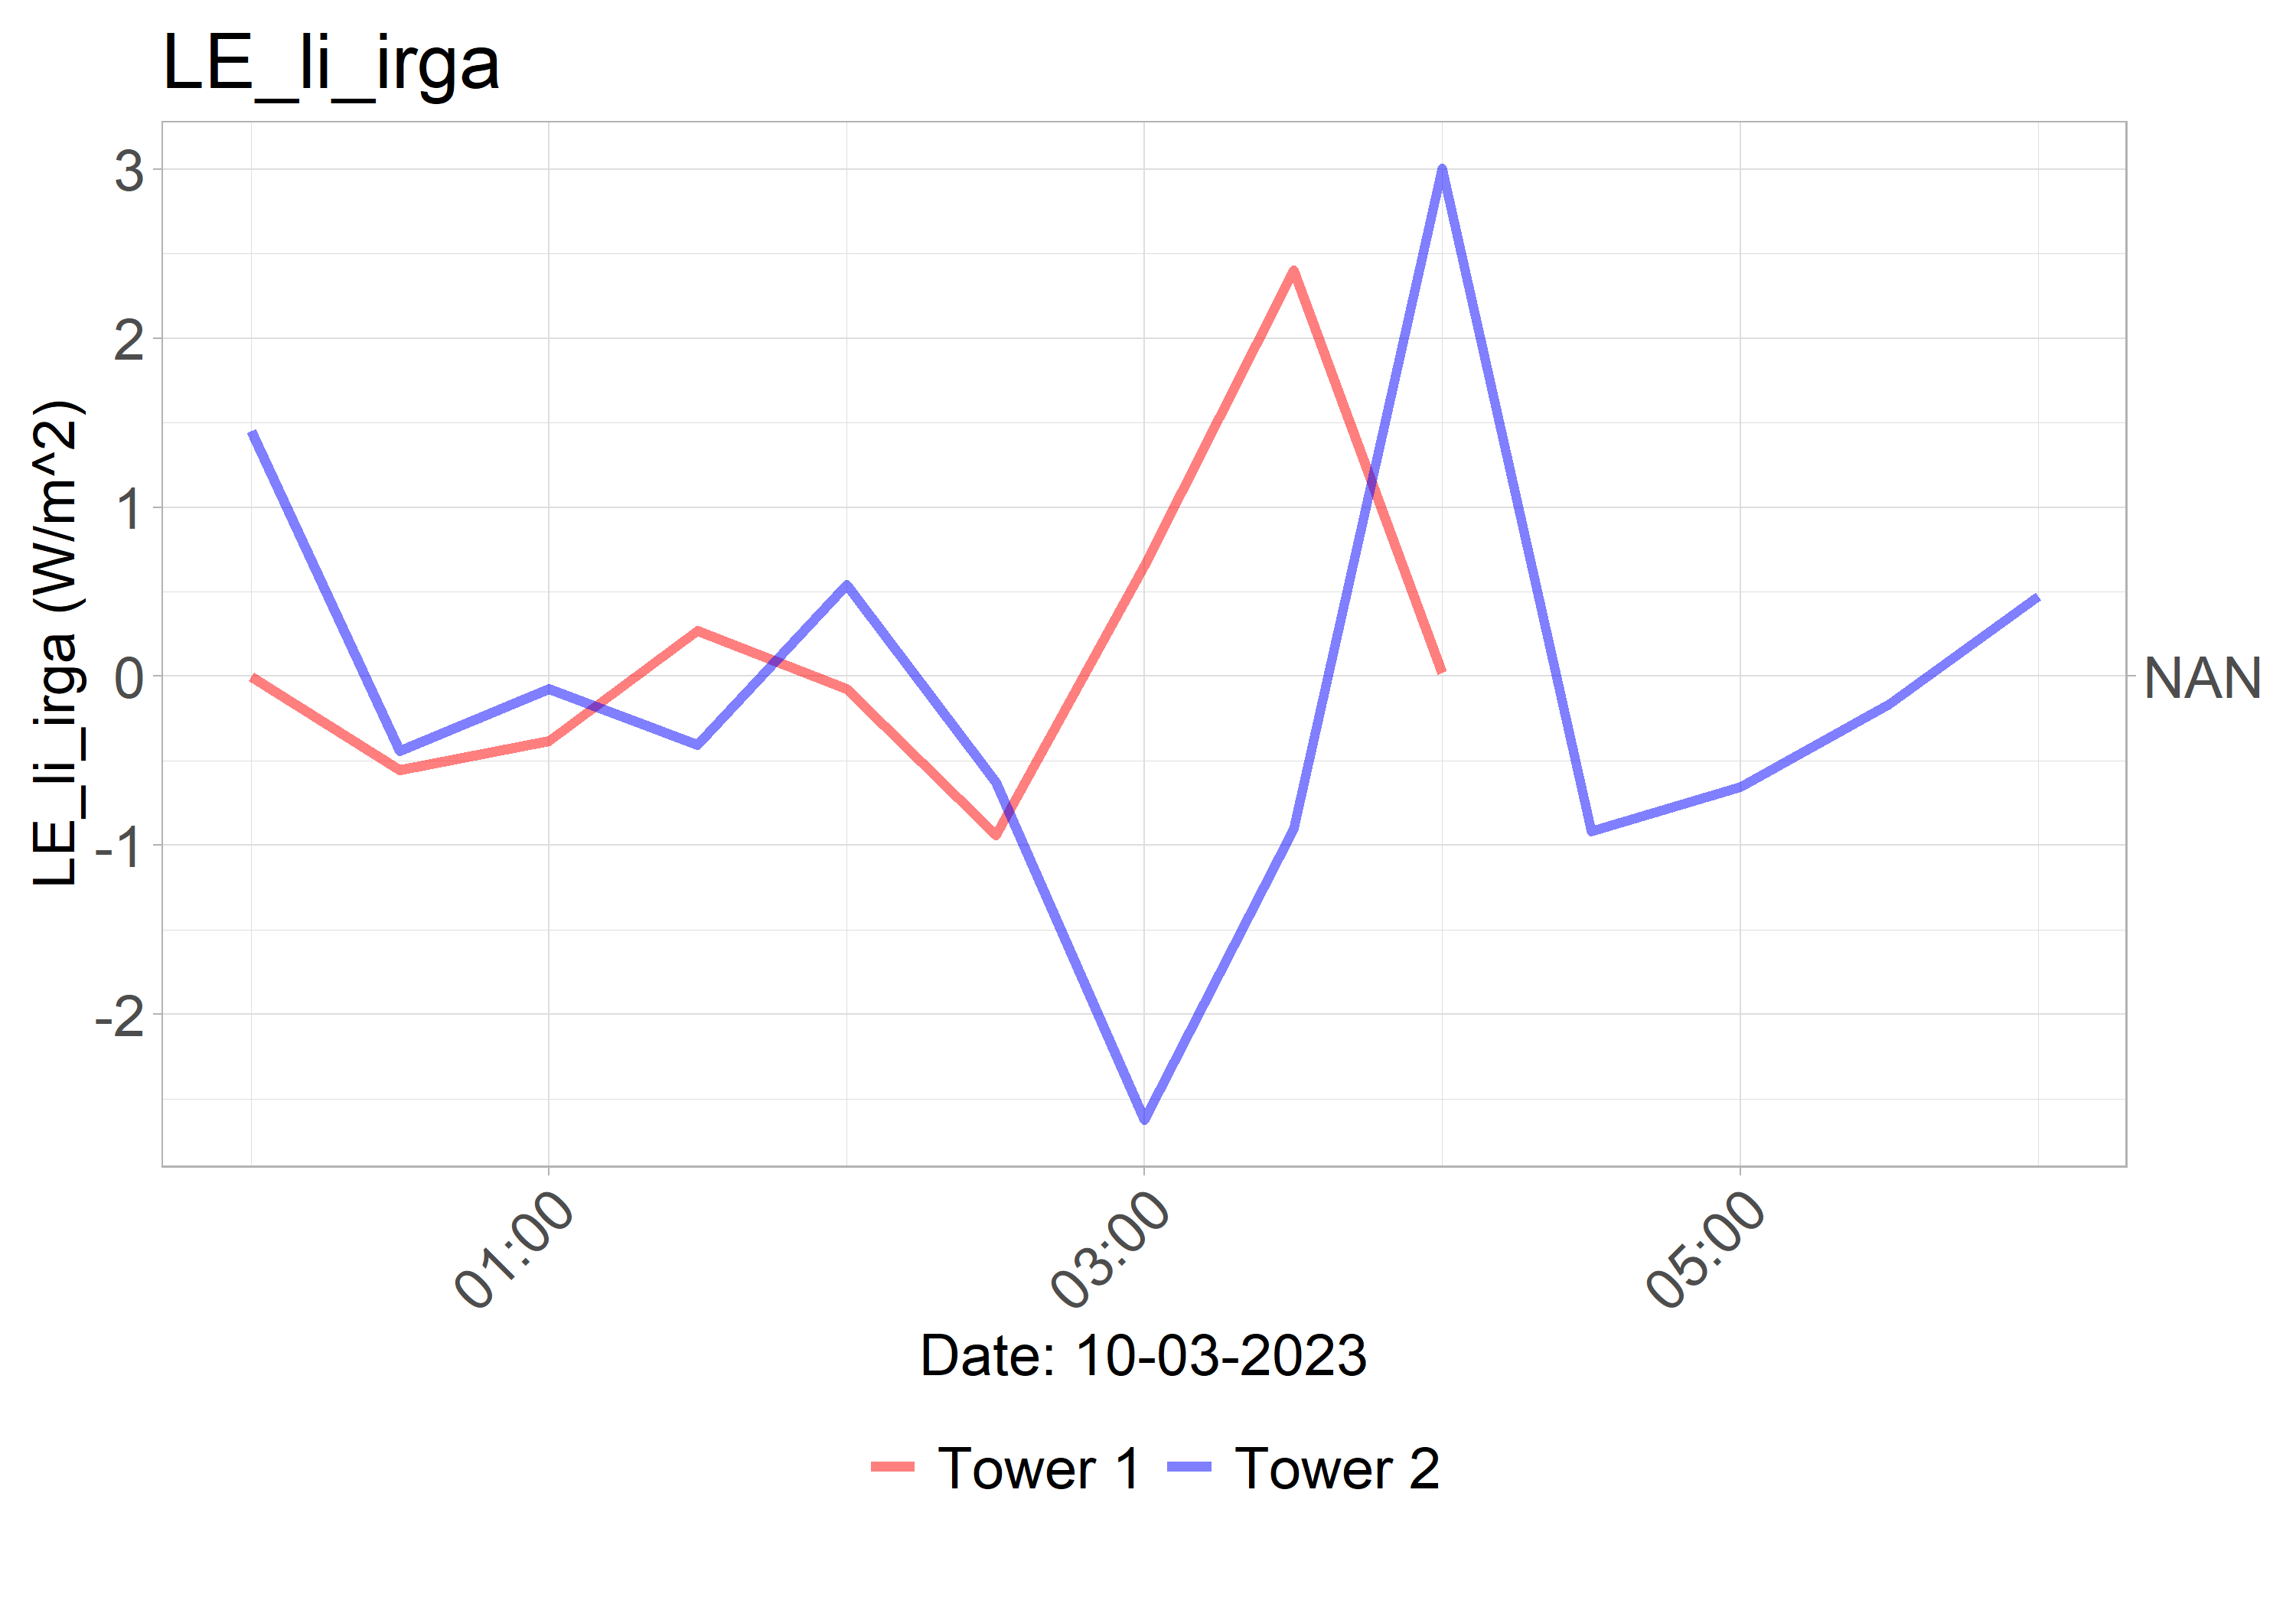 LE_li_irga
LE_li_irga (W/m^2)
3
2
1
0
-1
-2
NAN
01:00
03:00
05:00
Date: 10-03-2023
Tower 1
Tower 2